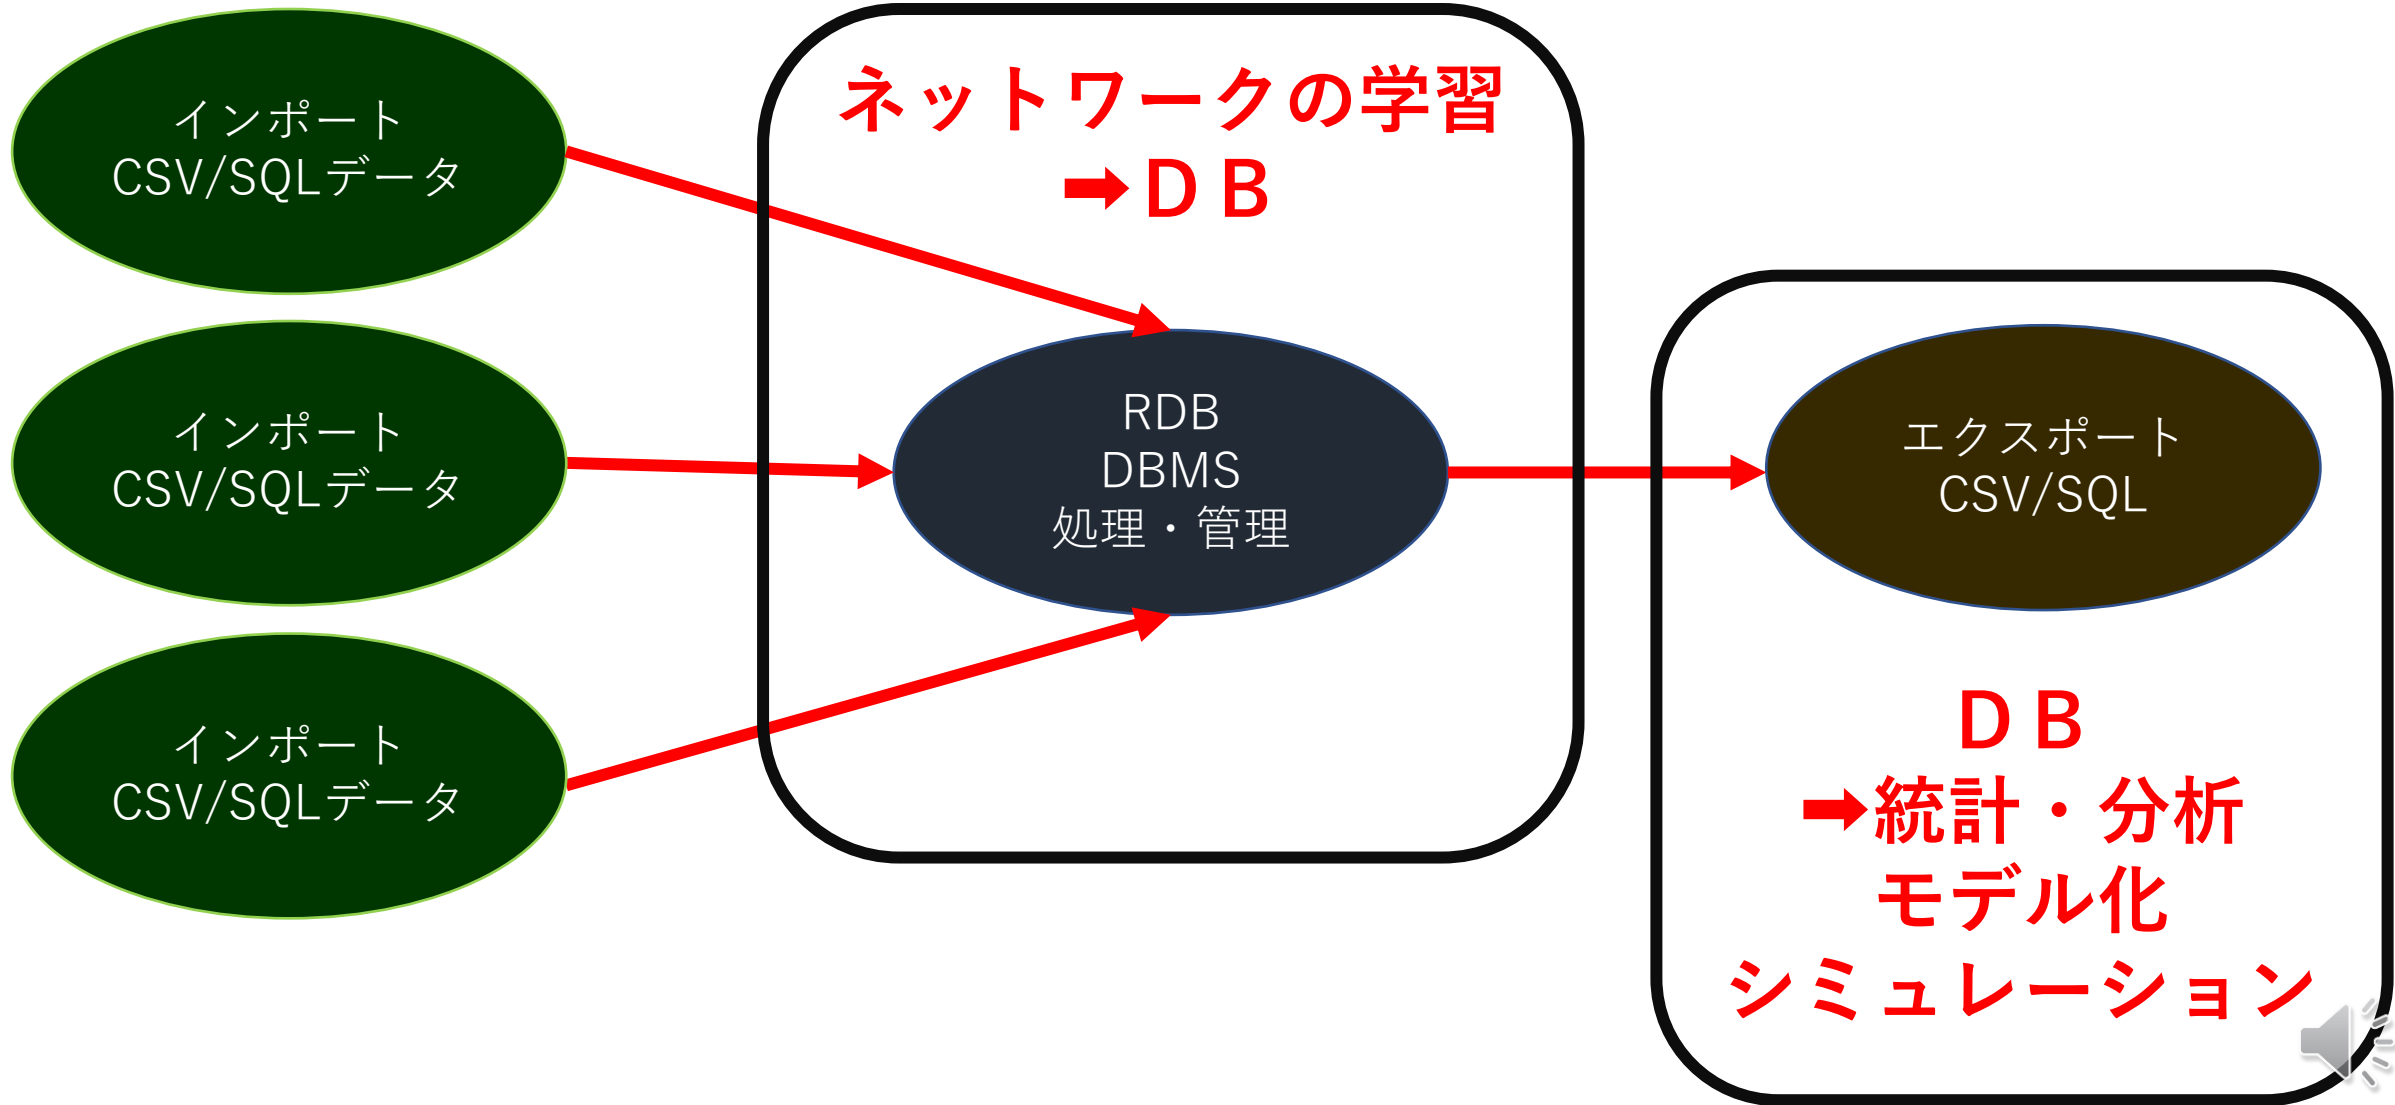 インポート
CSV/SQLデータ
インポート
CSV/SQLデータ
インポート
CSV/SQLデータ
ネットワークの学習
➡ＤＢ
RDB
DBMS
処理・管理
エクスポート
CSV/SQL
ＤＢ
➡統計・分析
モデル化
シミュレーション